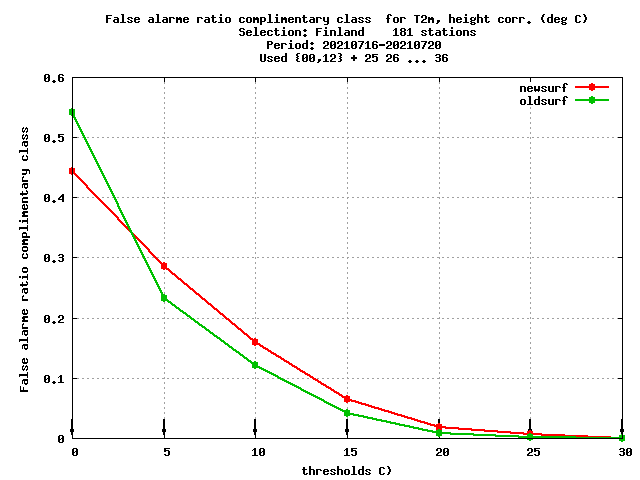 False alarme ratio complimentary class  for T2m, height corr. (deg C)
Selection: Finland    181 stations
Period: 20210716-20210720
Used {00,12} + 25 26 ... 36
newsurf
oldsurf
False alarme ratio complimentary class
0.6
0.5
0.4
0.3
0.2
0.1
0
0 5 10 15 20 25 30
thresholds C)